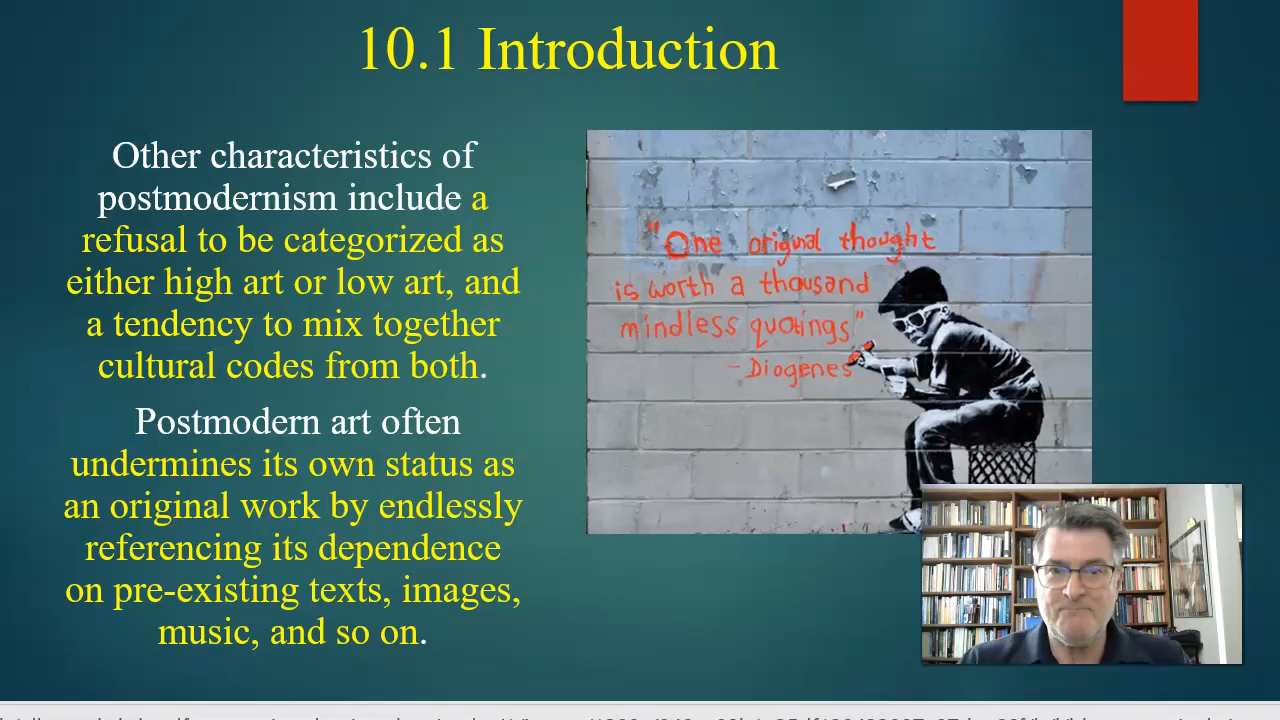 10.1 Introduction
Other characteristics of
postmodernism include a
refusal to be categorized as
either high art or low art, and
a tendency to mix together
cultural codes from both.
Postmodern art often
undermines its own status as
an original work by endlessly
referencing its dependence
on pre-existing texts, images,
music, and so on.
"One original thought
is worth a thousand
mindless quotings"
- Diogenes